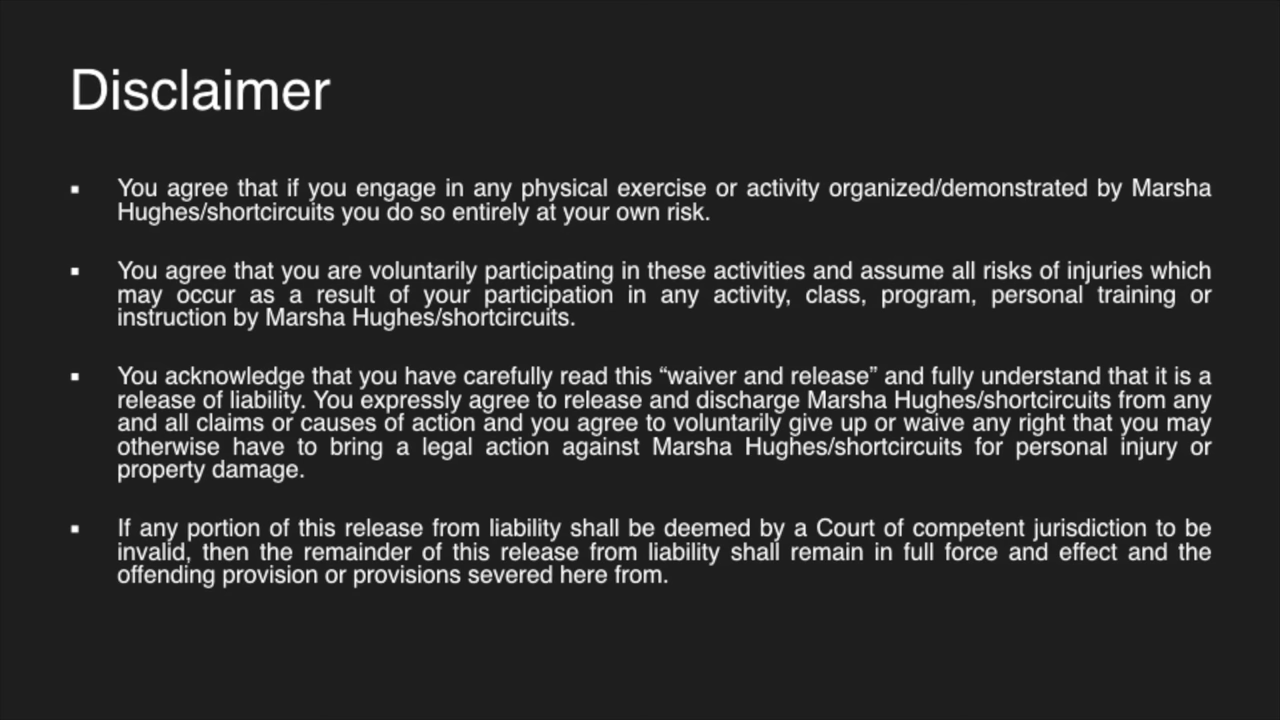 Disclaimer
▪ You agree that if you engage in any physical exercise or activity organized/demonstrated by Marsha
Hughes/shortcircuits you do so entirely at your own risk.
▪ You agree that you are voluntarily participating in these activities and assume all risks of injuries which
may occur as a result of your participation in any activity, class, program, personal training or
instruction by Marsha Hughes/shortcircuits.
▪ You acknowledge that you have carefully read this “waiver and release” and fully understand that it is a
release of liability. You expressly agree to release and discharge Marsha Hughes/shortcircuits from any
and all claims or causes of action and you agree to voluntarily give up or waive any right that you may
otherwise have to bring a legal action against Marsha Hughes/shortcircuits for personal injury or
property damage.
▪ If any portion of this release from liability shall be deemed by a Court of competent jurisdiction to be
invalid, then the remainder of this release from liability shall remain in full force and effect and the
offending provision or provisions severed here from.